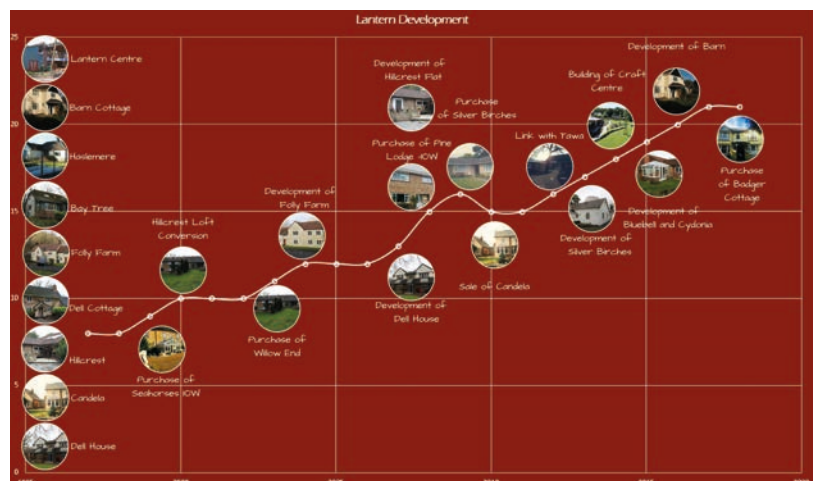 Lantern Development
25
20
15
10
5
0
Lantern Centre
Barn Cottage
Haslemere
Bay Tree
Folly Farm
Dell Cottage
Hillcrest
Candela
Dell House
Purchase of
Seahorses IOW
Hillcrest Loft
Conversion
Purchase of
Willow End
Development of
Folly Farm
Development of
Hillcrest Flat
Purchase of Pine
Lodge -IOW
Development of
Dell House
Purchase
of Silver Birches
Sale of Candela
Link with Tawa
Development of
Silver Birches
Building of Craft
Centre
Development of
Bluebell and Cydonia
Development of Barn
Purchase
of Badger
Cottage